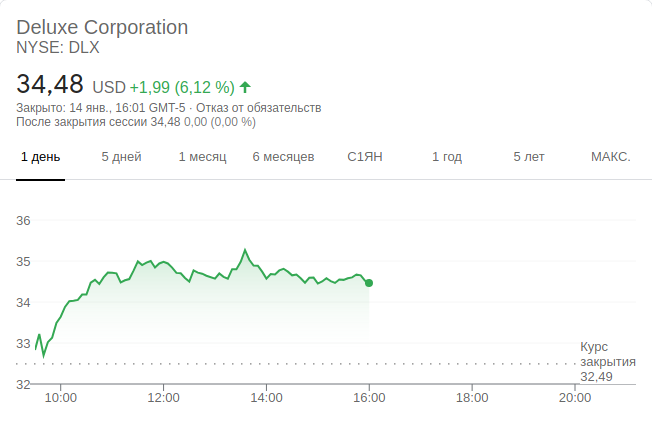 Deluxe Corporation
NYSE: DLX
34,48 USD +1,99 (6,12 %)
Закрыто: 14 янв., 16:01 GMT-5 · Отказ от обязательств
После закрытия сессии 34,48 0,00 (0,00 %)
1 день 5 дней 1 месяц 6 месяцев С1ЯН 1 год 5 лет МАКС.
36
35
34
33
Курс
закрытия
32,49
32
10:00 12:00 14:00 16:00 18:00 20:00